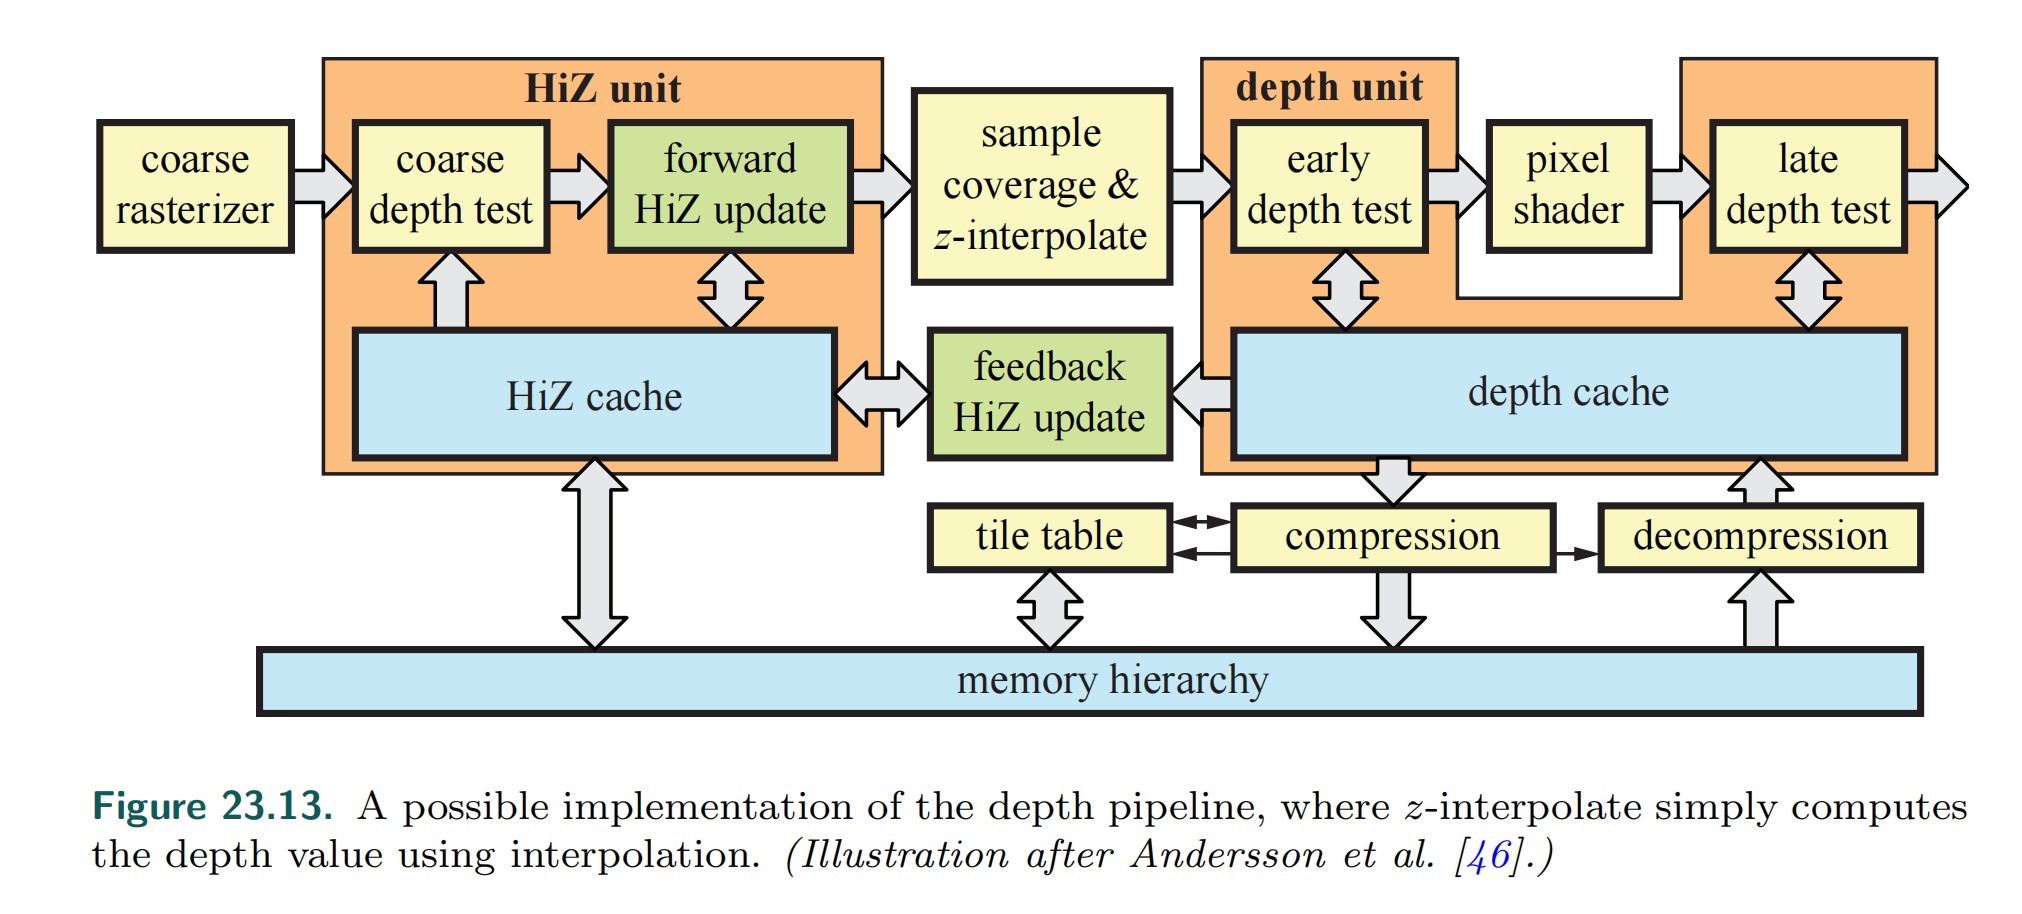 HiZ unit
depth unit
coarse
rasterizer
coarse
depth test
forward
HiZ update
sample
coverage &
z-interpolate
early
depth test
pixel
shader
late
depth test
HiZ cache
feedback
HiZ update
depth cache
tile table
compression
decompression
memory hierarchy
Figure 23.13. A possible implementation of the depth pipeline, where z-interpolate simply computes
the depth value using interpolation. (Illustration after Andersson et al. [46].)